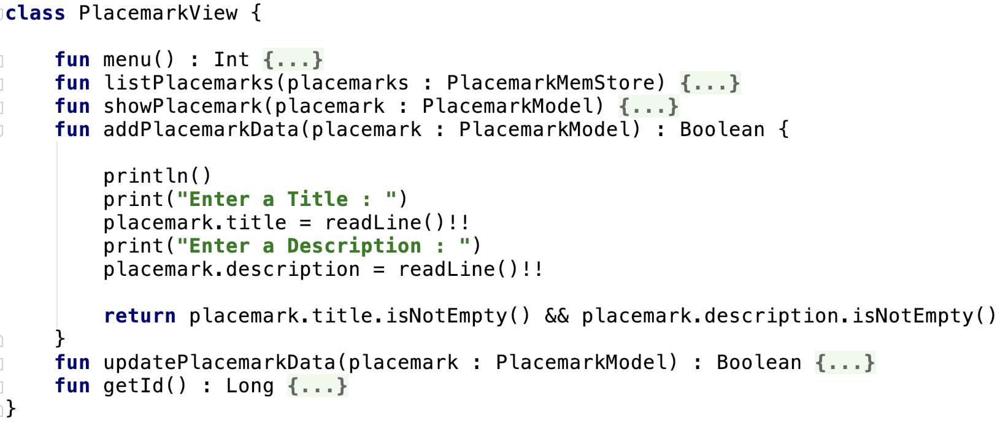 class PlacemarkView {
fun menu() : Int {...}
fun listPlacemarks(placemarks : PlacemarkMemStore) {...}
fun showPlacemark(placemark : PlacemarkModel) {...}
fun addPlacemarkData(placemark : PlacemarkModel) : Boolean {
println()
print("Enter a Title : ")
placemark.title = readLine()!!
print("Enter a Description : ")
placemark.description = readLine()!!
return placemark.title.isNotEmpty() && placemark.description.isNotEmpty()
}
fun updatePlacemarkData(placemark : PlacemarkModel) : Boolean {...}
fun getId() : Long {...}
}